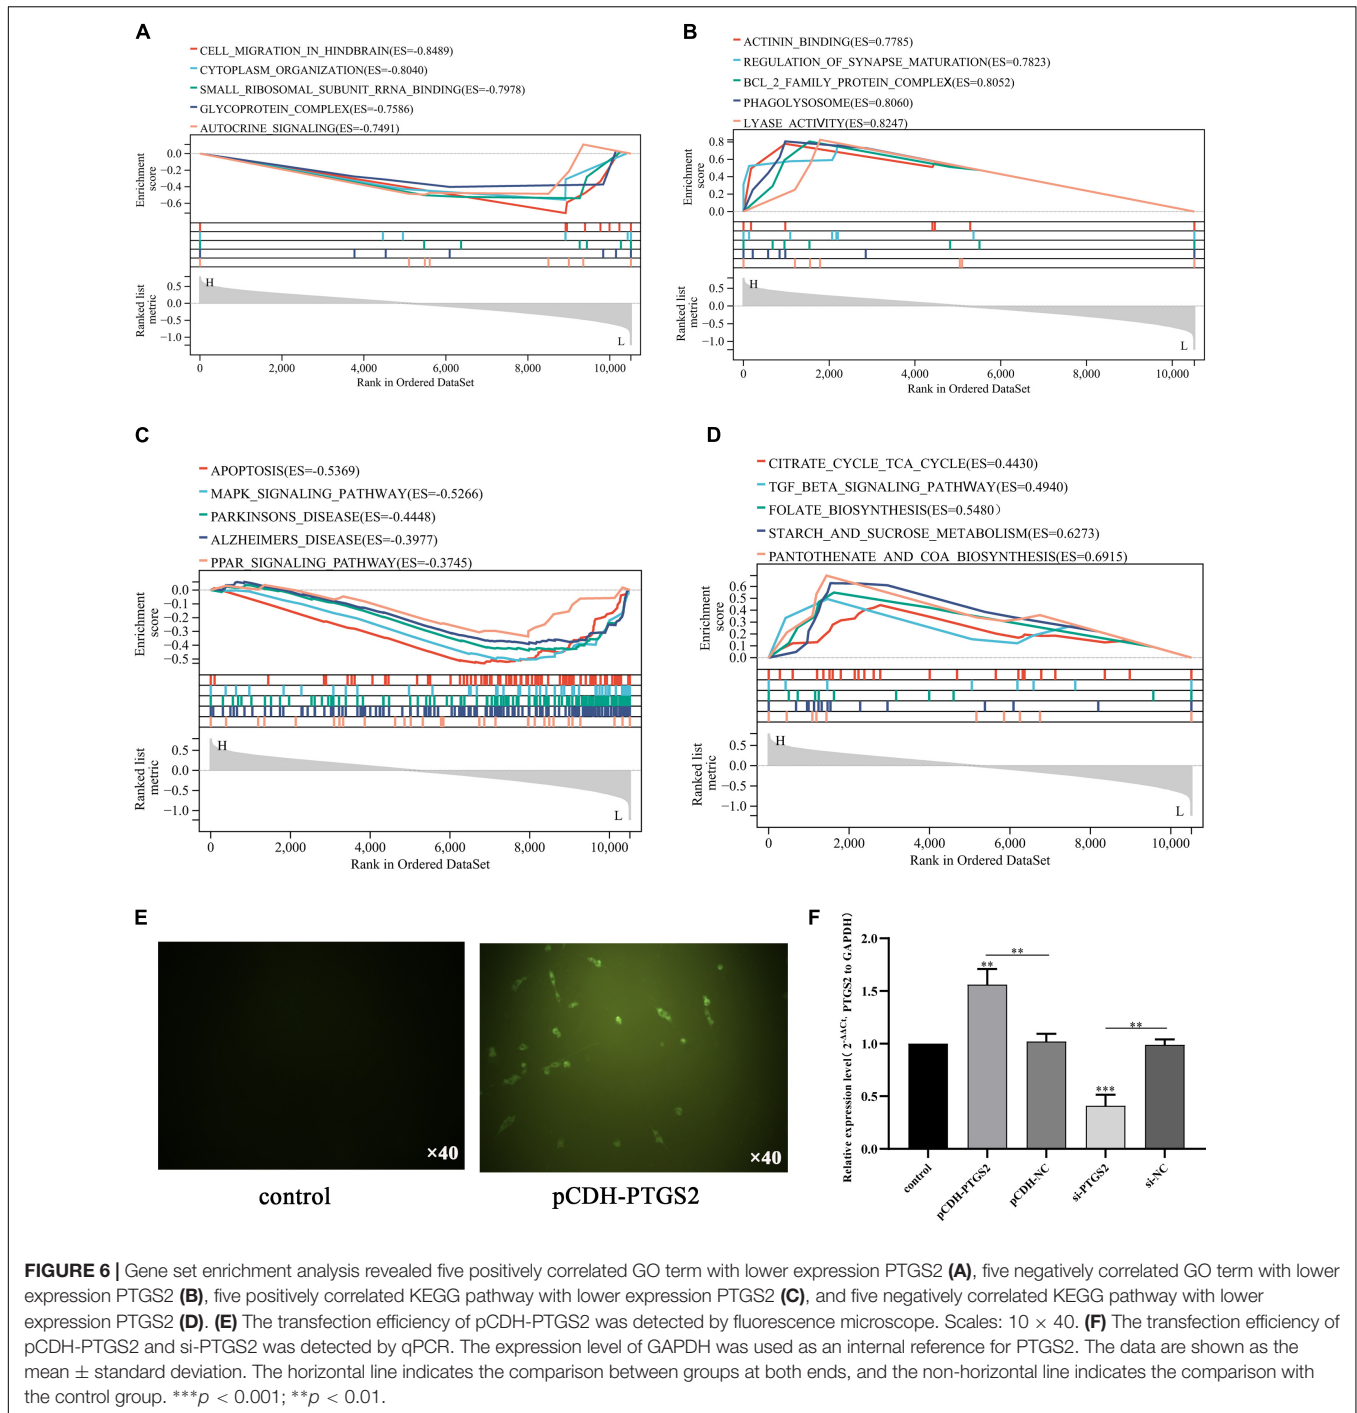 A
CELL_MIGRATION_IN_HINDBRAIN(ES=-0.8489)
CYTOPLASM_ORGANIZATION(ES=-0.8040)
SMALL_RIBOSOMAL_SUBUNIT_RRNA_BINDING(ES=-0.7978)
GLYCOPROTEIN_COMPLEX(ES=-0.7586)
AUTOCRINE_SIGNALING(ES=-0.7491)
Enrichment
score
0.0
−0.2
−0.4
−0.6
Ranked list
metric
0.5
0.0
−0.5
−1.0
H
L
0 2,000 4,000 6,000 8,000 10,000
Rank in Ordered DataSet
B
ACTININ_BINDING(ES=0.7785)
REGULATION_OF_SYNAPSE_MATURATION(ES=0.7823)
BCL_2_FAMILY_PROTEIN_COMPLEX(ES=0.8052)
PHAGOLYSOSOME(ES=0.8060)
LYASE_ACTIVITY(ES=0.8247)
Enrichment
score
0.8
0.6
0.4
0.2
0.0
Ranked list
metric
0.5
0.0
−0.5
−1.0
H
L
0 2,000 4,000 6,000 8,000 10,000
Rank in Ordered DataSet
C
APOPTOSIS(ES=-0.5369)
MAPK_SIGNALING_PATHWAY(ES=-0.5266)
PARKINSONS_DISEASE(ES=-0.4448)
ALZHEIMERS_DISEASE(ES=-0.3977)
PPAR_SIGNALING_PATHWAY(ES=-0.3745)
Enrichment
score
0.0
−0.1
−0.2
−0.3
−0.4
−0.5
Ranked list
metric
0.5
0.0
−0.5
−1.0
H
L
0 2,000 4,000 6,000 8,000 10,000
Rank in Ordered DataSet
D
CITRATE_CYCLE_TCA_CYCLE(ES=0.4430)
TGF_BETA_SIGNALING_PATHWAY(ES=0.4940)
FOLATE_BIOSYNTHESIS(ES=0.5480）
STARCH_AND_SUCROSE_METABOLISM(ES=0.6273)
PANTOTHENATE_AND_COA_BIOSYNTHESIS(ES=0.6915)
Enrichment
score
0.6
0.5
0.4
0.3
0.2
0.1
0.0
Ranked list
metric
0.5
0.0
−0.5
−1.0
H
L
0 2,000 4,000 6,000 8,000 10,000
Rank in Ordered DataSet
E
×40
control
×40
pCDH-PTGS2
F
Relative expression level( 2-ΔΔCt, PTGS2 to GAPDH)
2.0
1.5
1.0
0.5
0.0
**
**
***
**
control
pCDH-PTGS2
pCDH-NC
si-PTGS2
si-NC
FIGURE 6 | Gene set enrichment analysis revealed five positively correlated GO term with lower expression PTGS2 (A), five negatively correlated GO term with lower
expression PTGS2 (B), five positively correlated KEGG pathway with lower expression PTGS2 (C), and five negatively correlated KEGG pathway with lower
expression PTGS2 (D). (E) The transfection efficiency of pCDH-PTGS2 was detected by fluorescence microscope. Scales: 10 × 40. (F) The transfection efficiency of
pCDH-PTGS2 and si-PTGS2 was detected by qPCR. The expression level of GAPDH was used as an internal reference for PTGS2. The data are shown as the
mean ± standard deviation. The horizontal line indicates the comparison between groups at both ends, and the non-horizontal line indicates the comparison with
the control group. ***p < 0.001; **p < 0.01.